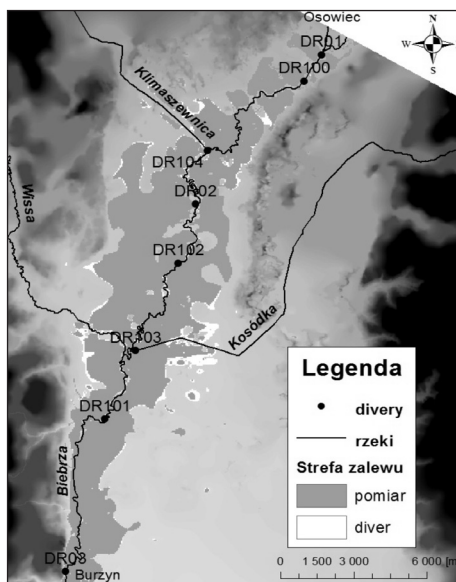 Osowiec
DR01
DR100
N
W E
S
Klimaszewnica
DR104
DR02
Wissa
DR102
DR103
Kosódka
DR101
Biebrza
DR03
Burzyn
Legenda
divery
rzeki
Strefa zalewu
pomiar
diver
0 1 500 3 000 6 000 [m